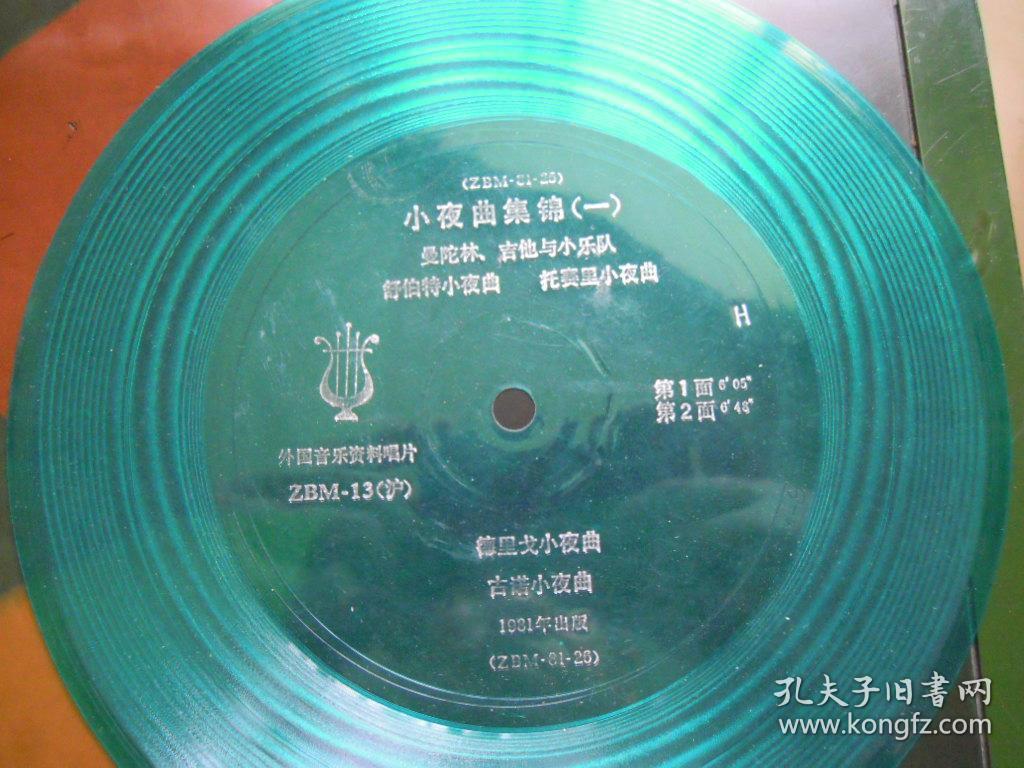 (ZBM-81-25)
小夜曲集锦(一)
曼陀林、吉他与小乐队
舒伯特小夜曲 托赛里小夜曲
H
第1面 6′05″
第2面 6′48″
外国音乐资料唱片
ZBM-13(沪)
德里戈小夜曲
古诺小夜曲
1981年出版
(ZBM-81-26)
孔夫子旧书网
www.kongfz.com